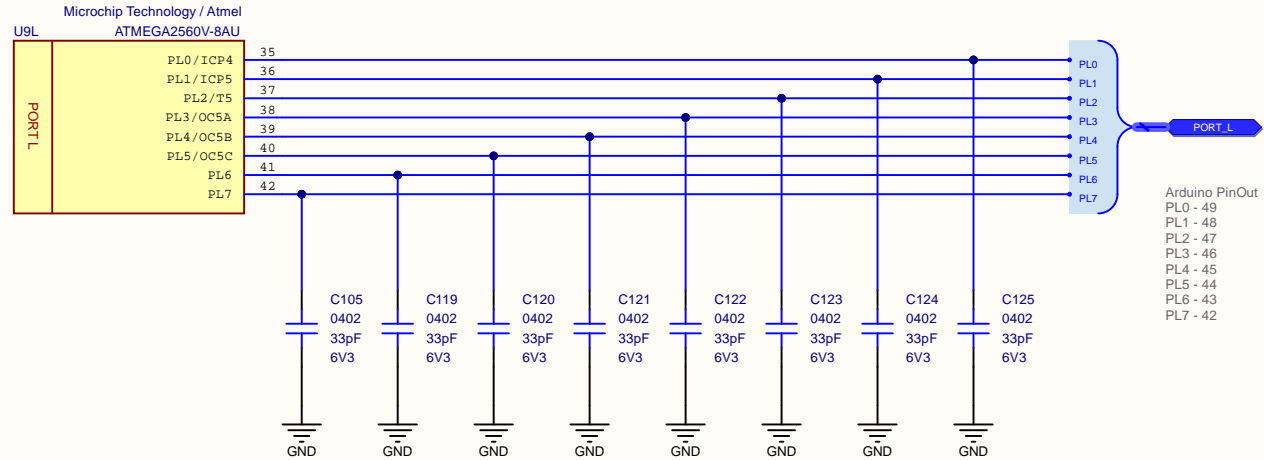 Microchip Technology / Atmel
U9L
ATMEGA2560V-8AU
PORT L
PL0/ICP4 35
PL1/ICP5 36
PL2/T5 37
PL3/OC5A 38
PL4/OC5B 39
PL5/OC5C 40
PL6 41
PL7 42
PL0
PL1
PL2
PL3
PL4
PL5
PL6
PL7
PORT_L
Arduino PinOut
PL0 - 49
PL1 - 48
PL2 - 47
PL3 - 46
PL4 - 45
PL5 - 44
PL6 - 43
PL7 - 42
C105
0402
33pF
6V3
C119
0402
33pF
6V3
C120
0402
33pF
6V3
C121
0402
33pF
6V3
C122
0402
33pF
6V3
C123
0402
33pF
6V3
C124
0402
33pF
6V3
C125
0402
33pF
6V3
GND
GND
GND
GND
GND
GND
GND
GND